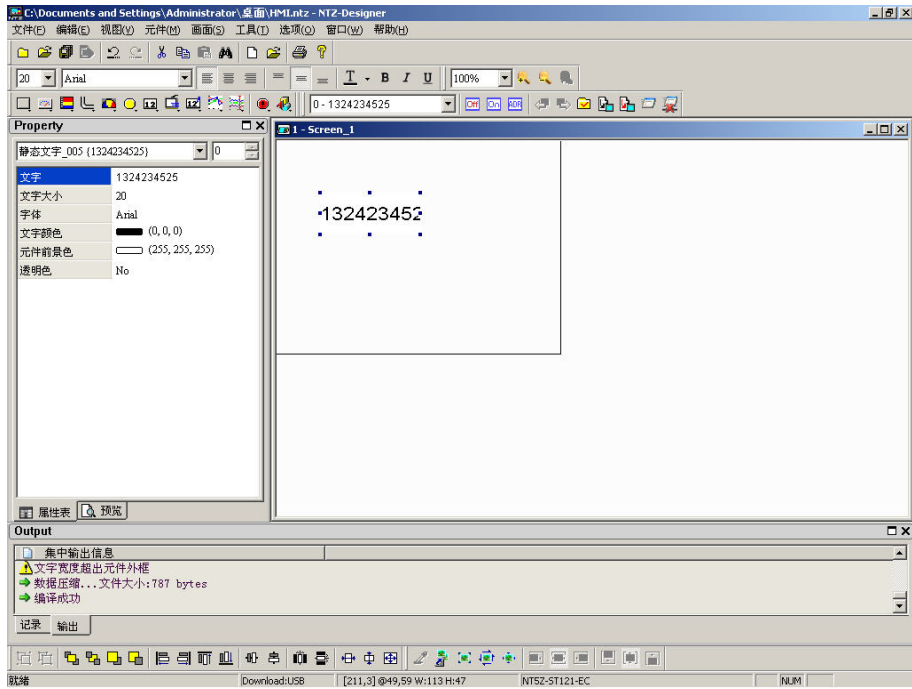 C:\Documents and Settings\Administrator\桌面\HMI.ntz - NTZ-Designer
文件(F) 编辑(E) 视图(V) 元件(M) 画面(S) 工具(T) 选项(O) 窗口(W) 帮助(H)
20 Arial T B I U 100%
12 Off On ADR 0 - 1324234525
Property
1 - Screen_1
静态文字_005 {1324234525} 0
文字 1324234525
文字大小 20
字体 Arial
文字颜色 (0, 0, 0)
元件前景色 (255, 255, 255)
透明色 No
132423452
属性表 预览
Output
集中输出信息
文字宽度超出元件外框
数据压缩...文件大小:787 bytes
编译成功
记录 输出
就绪 Download:USB [211,3] @49,59 W:113 H:47 NT5Z-ST121-EC NUM